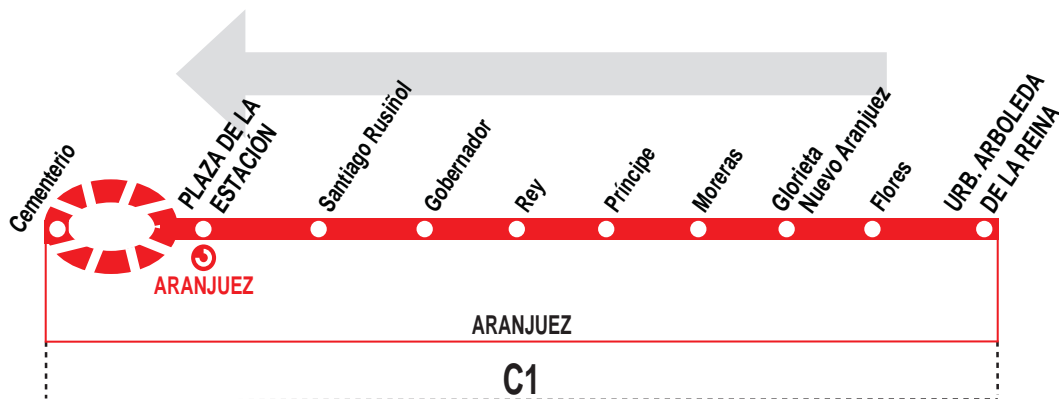 Cementerio
PLAZA DE LA
ESTACIÓN
Santiago Rusiñol
Gobernador
Rey
Príncipe
Moreras
Glorieta
Nuevo Aranjuez
Flores
URB. ARBOLEDA
DE LA REINA
ARANJUEZ
ARANJUEZ
C1